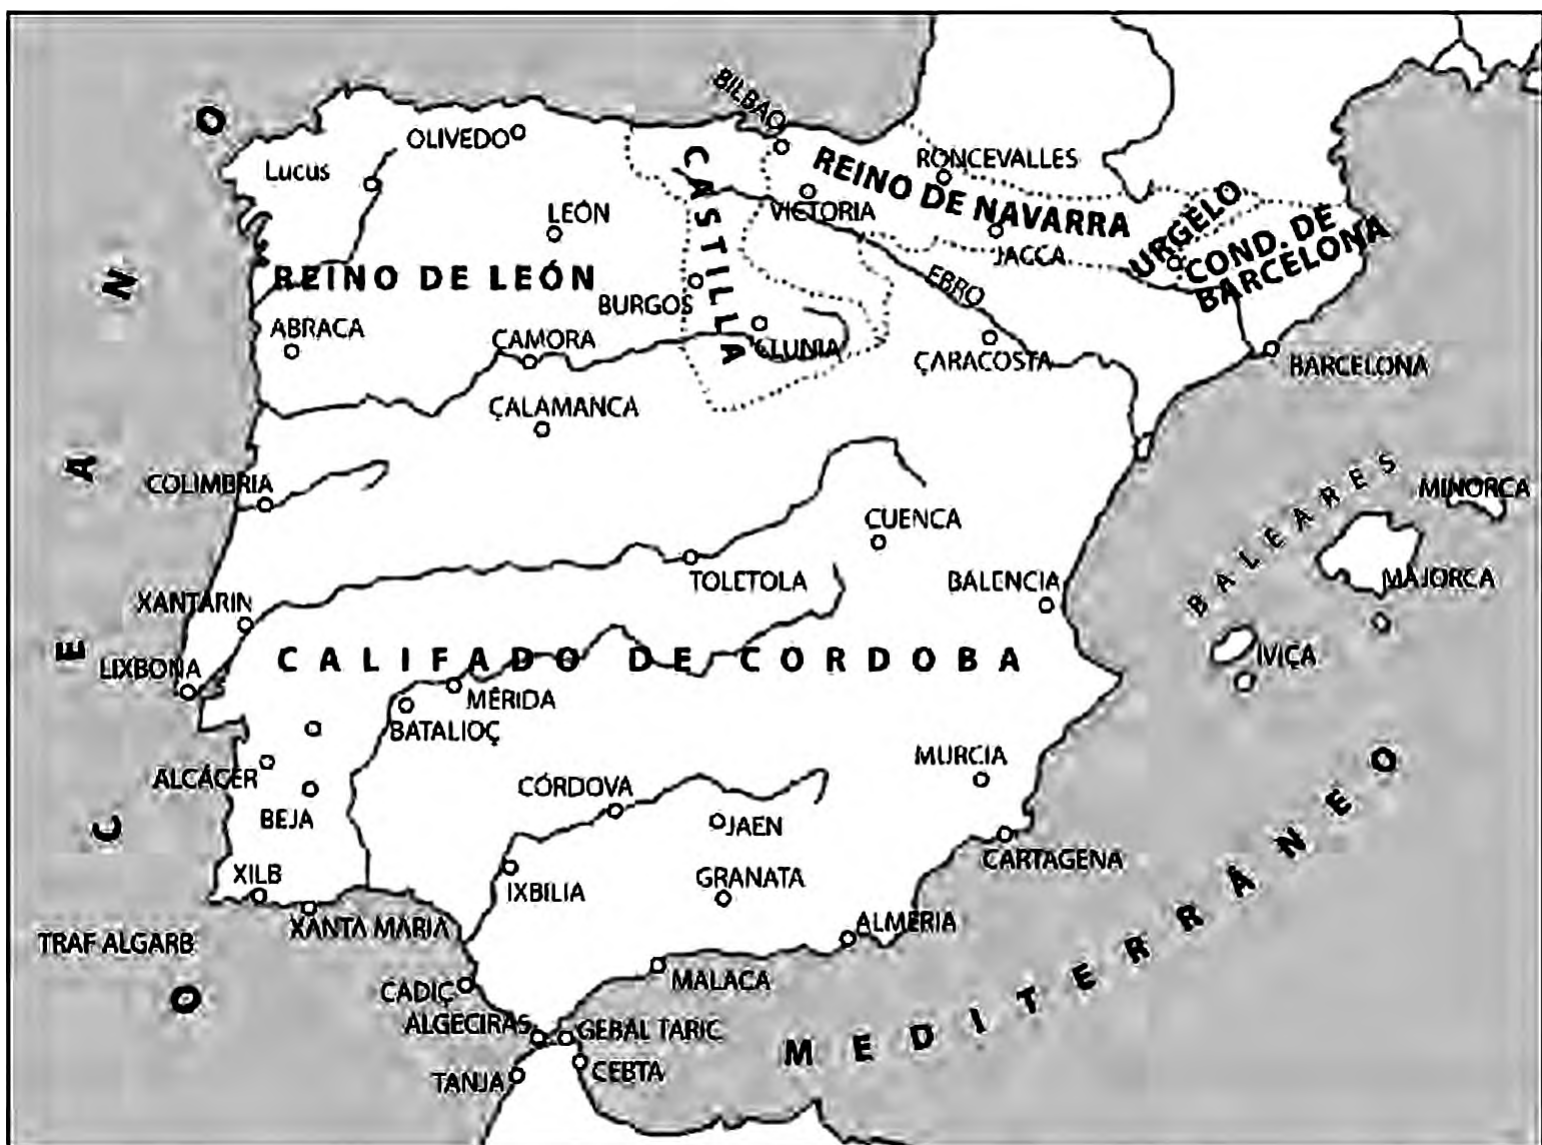 BILBAO
OLIVEDO
Lucus
RONCEVALLES
CASTILLA
REINO DE NAVARRA
VICTORIA
LEÓN
JACCA
URGELO
COND. DE
BARCELONA
REINO DE LEÓN
BURGOS
EBRO
ABRACA
CAMORA
CLUNIA
ÇARACOSTA
BARCELONA
ÇALAMANCA
COLIMBRIA
BALEARES
MINORCA
CUENCA
TOLETOLA
BALENCIA
MAJORCA
XANTARIN
LIXBONA
CALIFADO DE CÓRDOBA
IVIÇA
MÉRIDA
BATALIOÇ
ALCÁCER
MURCIA
BEJA
CÓRDOVA
JAEN
CARTAGENA
XILB
IXBILIA
GRANATA
XANTA MARIA
ALMERIA
TRAF ALGARB
CADIÇ
MALACA
ALGECIRAS
GEBAL TARIC
TANJA
CEBTA
OCEANO
MEDITERRÂNEO